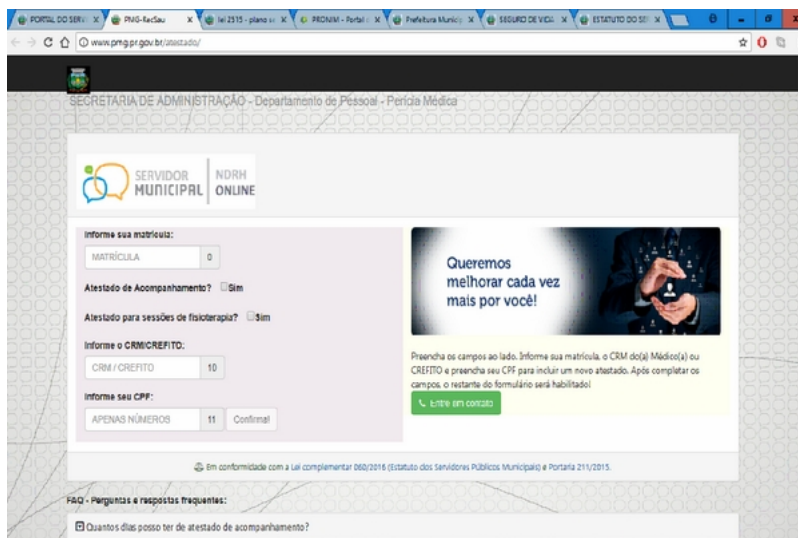 PORTAL DO SER
PMG-RecSau
lei 2515 - plano
PRONIM - Portal
Prefeitura Municip
SEGURO DE VIDA
ESTATUTO DO SER
www.pmg.pr.gov.br/atestado/
SECRETARIA DE ADMINISTRAÇÃO - Departamento de Pessoal - Perícia Médica
SERVIDOR MUNICIPAL
NDRH ONLINE
Informe sua matrícula:
MATRÍCULA 0
Atestado de Acompanhamento? Sim
Atestado para sessões de fisioterapia? Sim
Informe o CRM/CREFITO:
CRM / CREFITO 10
Informe seu CPF:
APENAS NÚMEROS 11 Confirma!
Queremos
melhorar cada vez
mais por você!
Preencha os campos ao lado. Informe sua matrícula, o CRM do(a) Médico(a) ou
CREFITO e preencha seu CPF para incluir um novo atestado. Após completar os
campos, o restante do formulário será habilitado!
Entre em contato
Em conformidade com a Lei complementar 060/2016 (Estatuto dos Servidores Públicos Municipais) e Portaria 211/2015.
FAQ - Perguntas e respostas frequentes:
Quantos dias posso ter de atestado de acompanhamento?